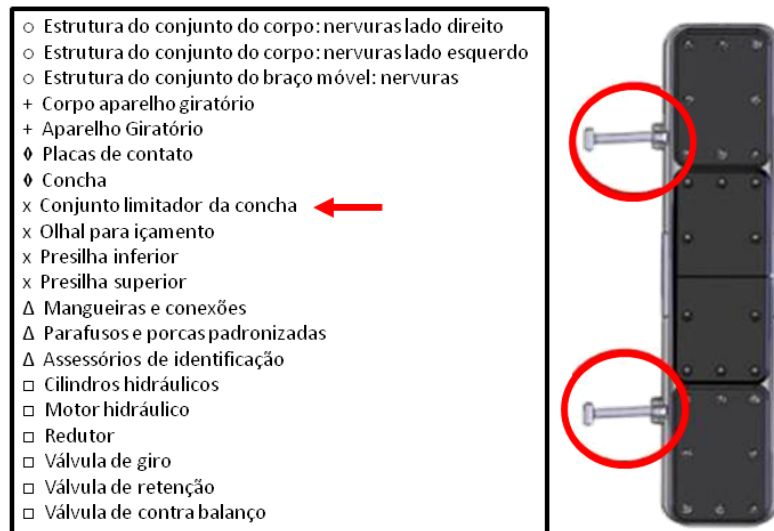 ○ Estrutura do conjunto do corpo: nervuras lado direito
○ Estrutura do conjunto do corpo: nervuras lado esquerdo
○ Estrutura do conjunto do braço móvel: nervuras
+ Corpo aparelho giratório
+ Aparelho Giratório
◊ Placas de contato
◊ Concha
x Conjunto limitador da concha
x Olhal para içamento
x Presilha inferior
x Presilha superior
Δ Mangueiras e conexões
Δ Parafusos e porcas padronizadas
Δ Assessórios de identificação
□ Cilindros hidráulicos
□ Motor hidráulico
□ Redutor
□ Válvula de giro
□ Válvula de retenção
□ Válvula de contra balanço